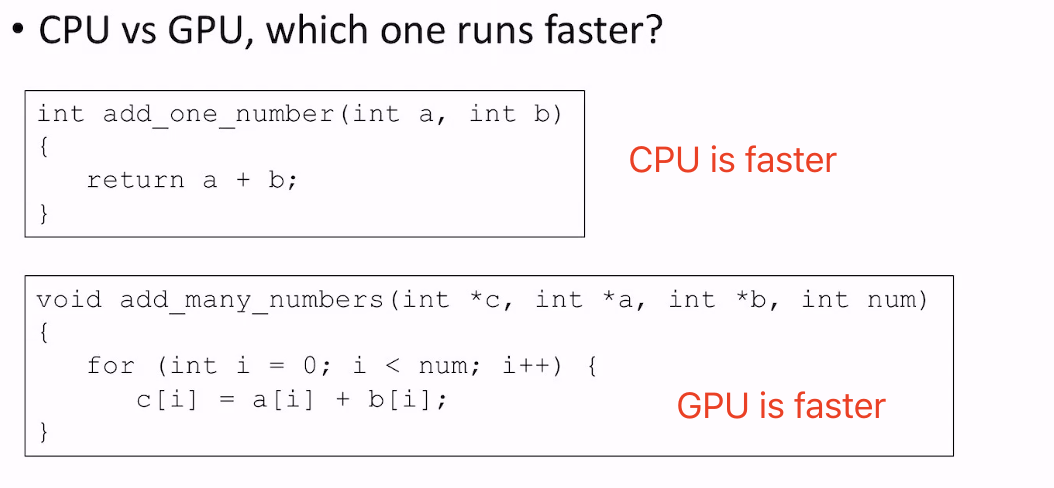 • CPU vs GPU, which one runs faster?
int add_one_number(int a, int b)
{
return a + b;
}
CPU is faster
void add_many_numbers(int *c, int *a, int *b, int num)
{
for (int i = 0; i < num; i++) {
c[i] = a[i] + b[i];
}
GPU is faster